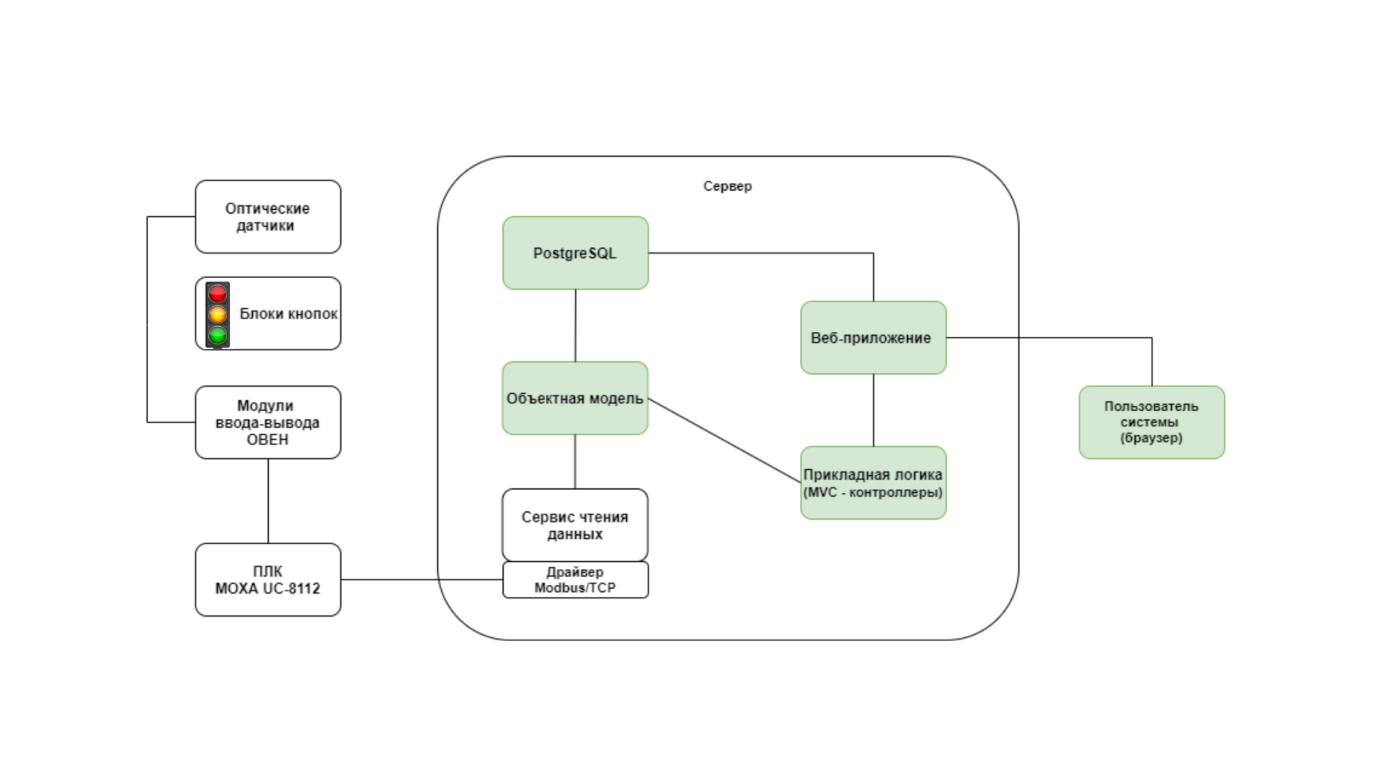 Сервер
Оптические
датчики
Блоки кнопок
Модули
ввода-вывода
ОВЕН
ПЛК
MOXA UC-8112
PostgreSQL
Объектная модель
Сервис чтения
данных
Драйвер
Modbus/TCP
Веб-приложение
Прикладная логика
(MVC - контроллеры)
Пользователь
системы
(браузер)